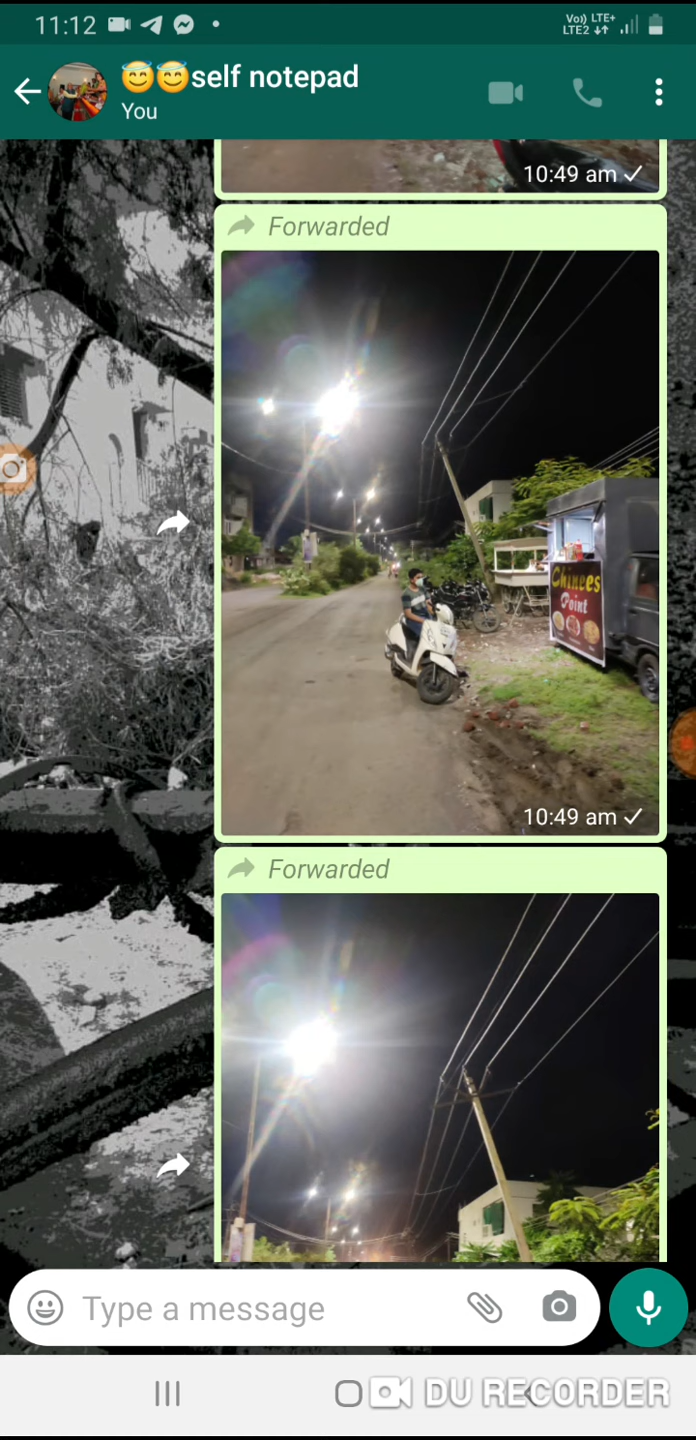 11:12
Vo)) LTE+
LTE2
😇😇self notepad
You
10:49 am
Forwarded
Chinees
Point
10:49 am
Forwarded
Type a message
DU RECORDER